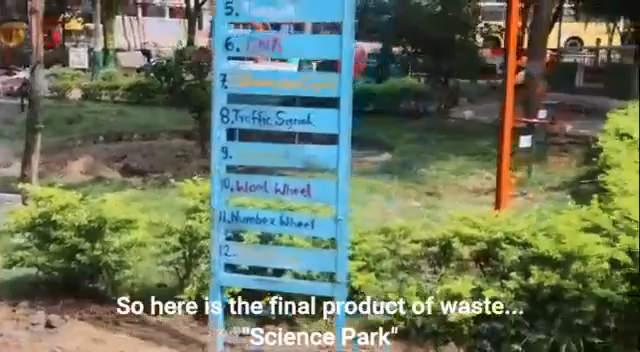 5.
6. DNA
7.
8. Traffic Signal
9.
10. Word Wheel
11. Number Wheel
12.
So here is the final product of waste...
"Science Park"